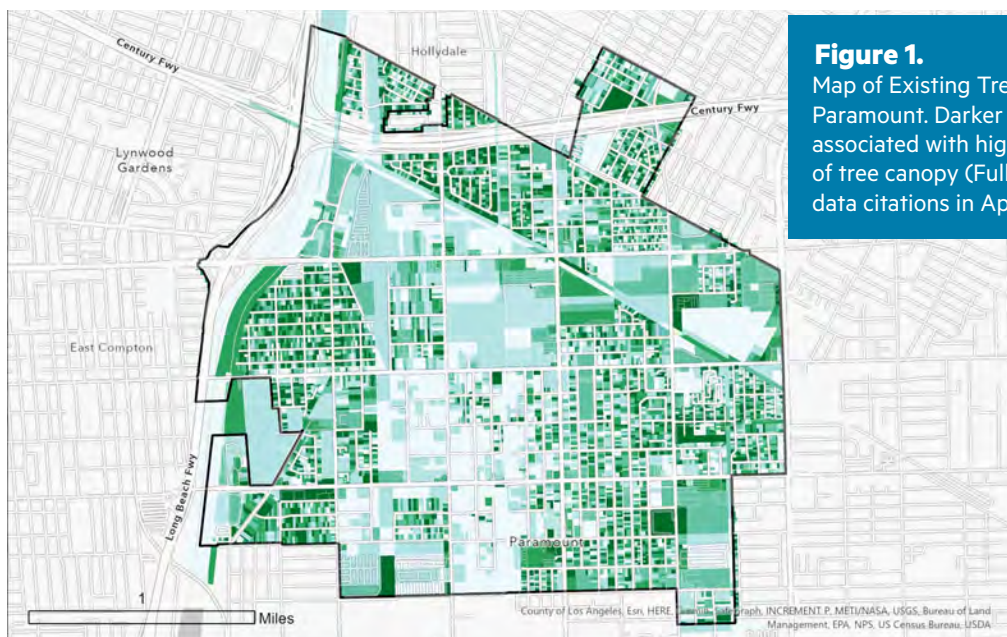 Figure 1.
Map of Existing Tre
Paramount. Darker
associated with hig
of tree canopy (Full
data citations in Ap
Century Fwy
Hollydale
Century Fwy
Lynwood
Gardens
East Compton
Long Beach Fwy
Paramount
1
Miles
County of Los Angeles, Esri, HERE, INCREMENT P, METI/NASA, USGS, Bureau of Land
Management, EPA, NPS, US Census Bureau, USDA